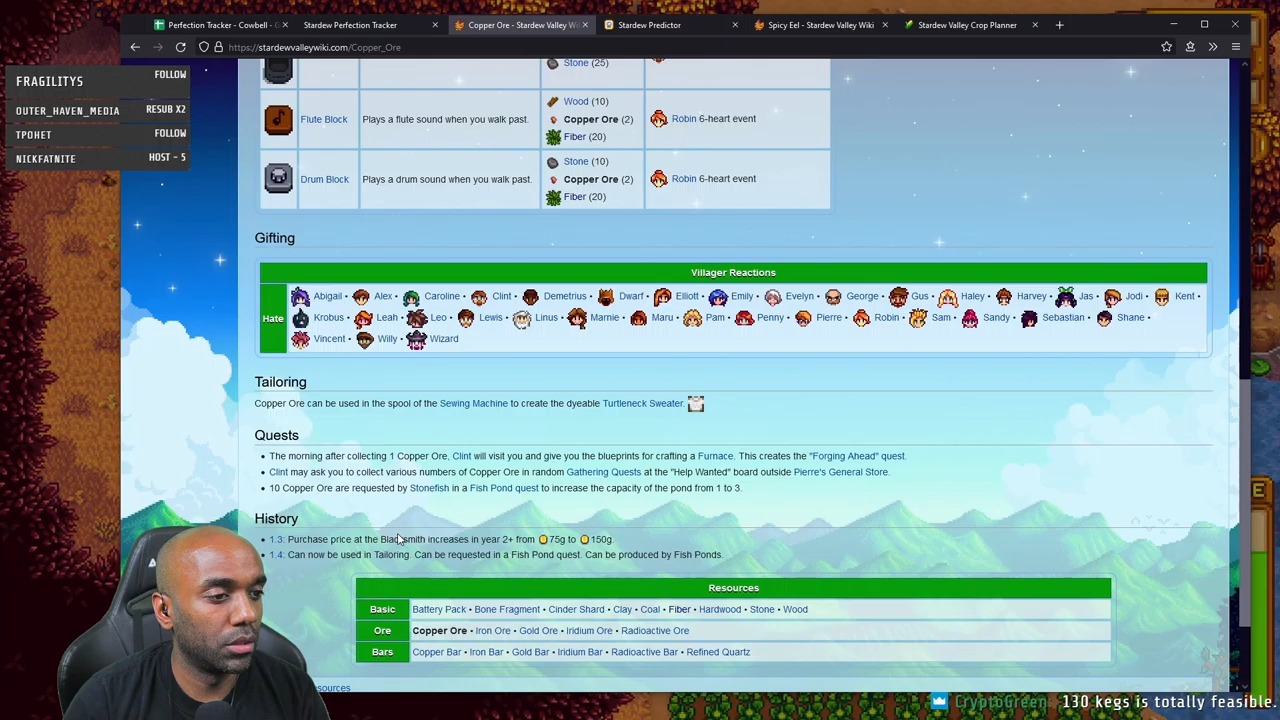 Perfection Tracker - Cowbell - G
Stardew Perfection Tracker
Copper Ore - Stardew Valley Wi
Stardew Predictor
Spicy Eel - Stardew Valley Wiki
Stardew Valley Crop Planner
https://stardewvalleywiki.com/Copper_Ore
FRAGILITYS FOLLOW
OUTER_HAVEN_MEDIA RESUB X2
TPOHET FOLLOW
NICKFATNITE HOST - 5
Stone (25)
Flute Block
Plays a flute sound when you walk past.
Wood (10)
Copper Ore (2)
Fiber (20)
Robin 6-heart event
Drum Block
Plays a drum sound when you walk past.
Stone (10)
Copper Ore (2)
Fiber (20)
Robin 6-heart event
Gifting
Villager Reactions
Hate
Abigail • Alex • Caroline • Clint • Demetrius • Dwarf • Elliott • Emily • Evelyn • George • Gus • Haley • Harvey • Jas • Jodi • Kent •
Krobus • Leah • Leo • Lewis • Linus • Marnie • Maru • Pam • Penny • Pierre • Robin • Sam • Sandy • Sebastian • Shane •
Vincent • Willy • Wizard
Tailoring
Copper Ore can be used in the spool of the Sewing Machine to create the dyeable Turtleneck Sweater.
Quests
• The morning after collecting 1 Copper Ore, Clint will visit you and give you the blueprints for crafting a Furnace. This creates the "Forging Ahead" quest.
• Clint may ask you to collect various numbers of Copper Ore in random Gathering Quests at the "Help Wanted" board outside Pierre's General Store.
• 10 Copper Ore are requested by Stonefish in a Fish Pond quest to increase the capacity of the pond from 1 to 3.
History
• 1.3: Purchase price at the Blacksmith increases in year 2+ from 75g to 150g.
• 1.4: Can now be used in Tailoring. Can be requested in a Fish Pond quest. Can be produced by Fish Ponds.
Resources
Basic Battery Pack • Bone Fragment • Cinder Shard • Clay • Coal • Fiber • Hardwood • Stone • Wood
Ore Copper Ore • Iron Ore • Gold Ore • Iridium Ore • Radioactive Ore
Bars Copper Bar • Iron Bar • Gold Bar • Iridium Bar • Radioactive Bar • Refined Quartz
CryptoGreen 130 kegs is totally feasible.